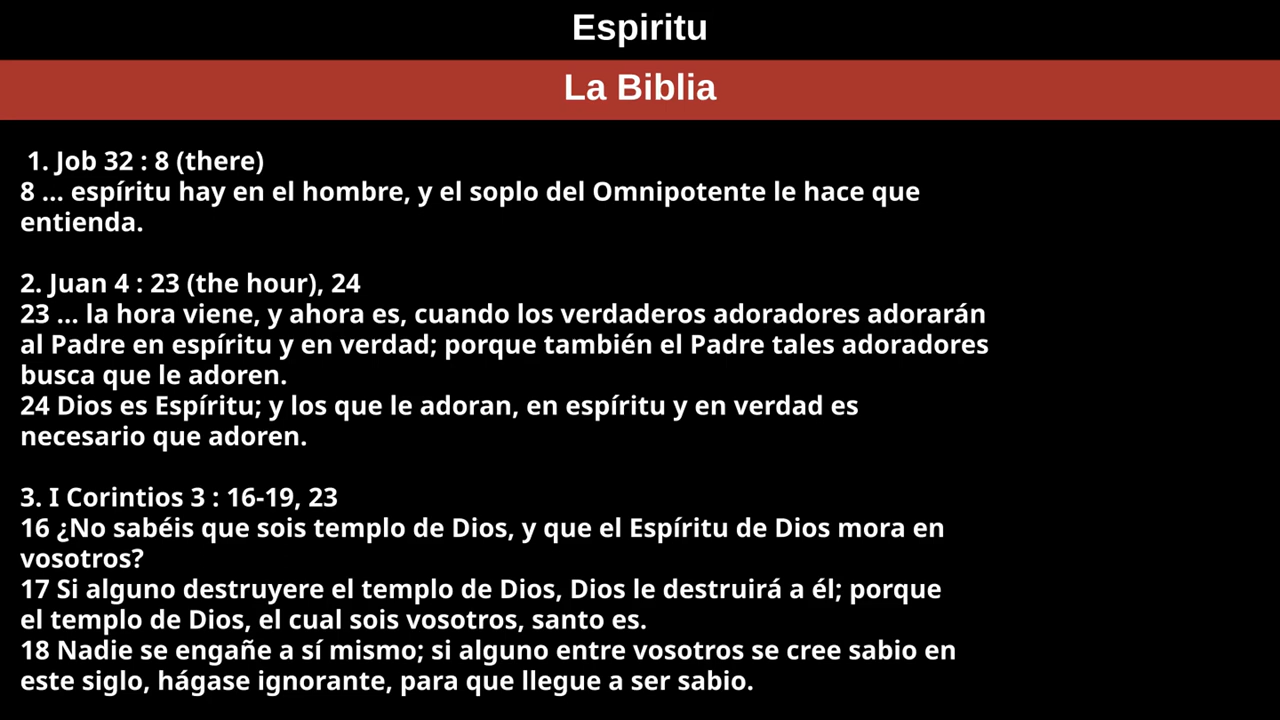 Espiritu
La Biblia
1. Job 32 : 8 (there)
8 ... espíritu hay en el hombre, y el soplo del Omnipotente le hace que
entienda.
2. Juan 4 : 23 (the hour), 24
23 ... la hora viene, y ahora es, cuando los verdaderos adoradores adorarán
al Padre en espíritu y en verdad; porque también el Padre tales adoradores
busca que le adoren.
24 Dios es Espíritu; y los que le adoran, en espíritu y en verdad es
necesario que adoren.
3. I Corintios 3 : 16-19, 23
16 ¿No sabéis que sois templo de Dios, y que el Espíritu de Dios mora en
vosotros?
17 Si alguno destruyere el templo de Dios, Dios le destruirá a él; porque
el templo de Dios, el cual sois vosotros, santo es.
18 Nadie se engañe a sí mismo; si alguno entre vosotros se cree sabio en
este siglo, hágase ignorante, para que llegue a ser sabio.